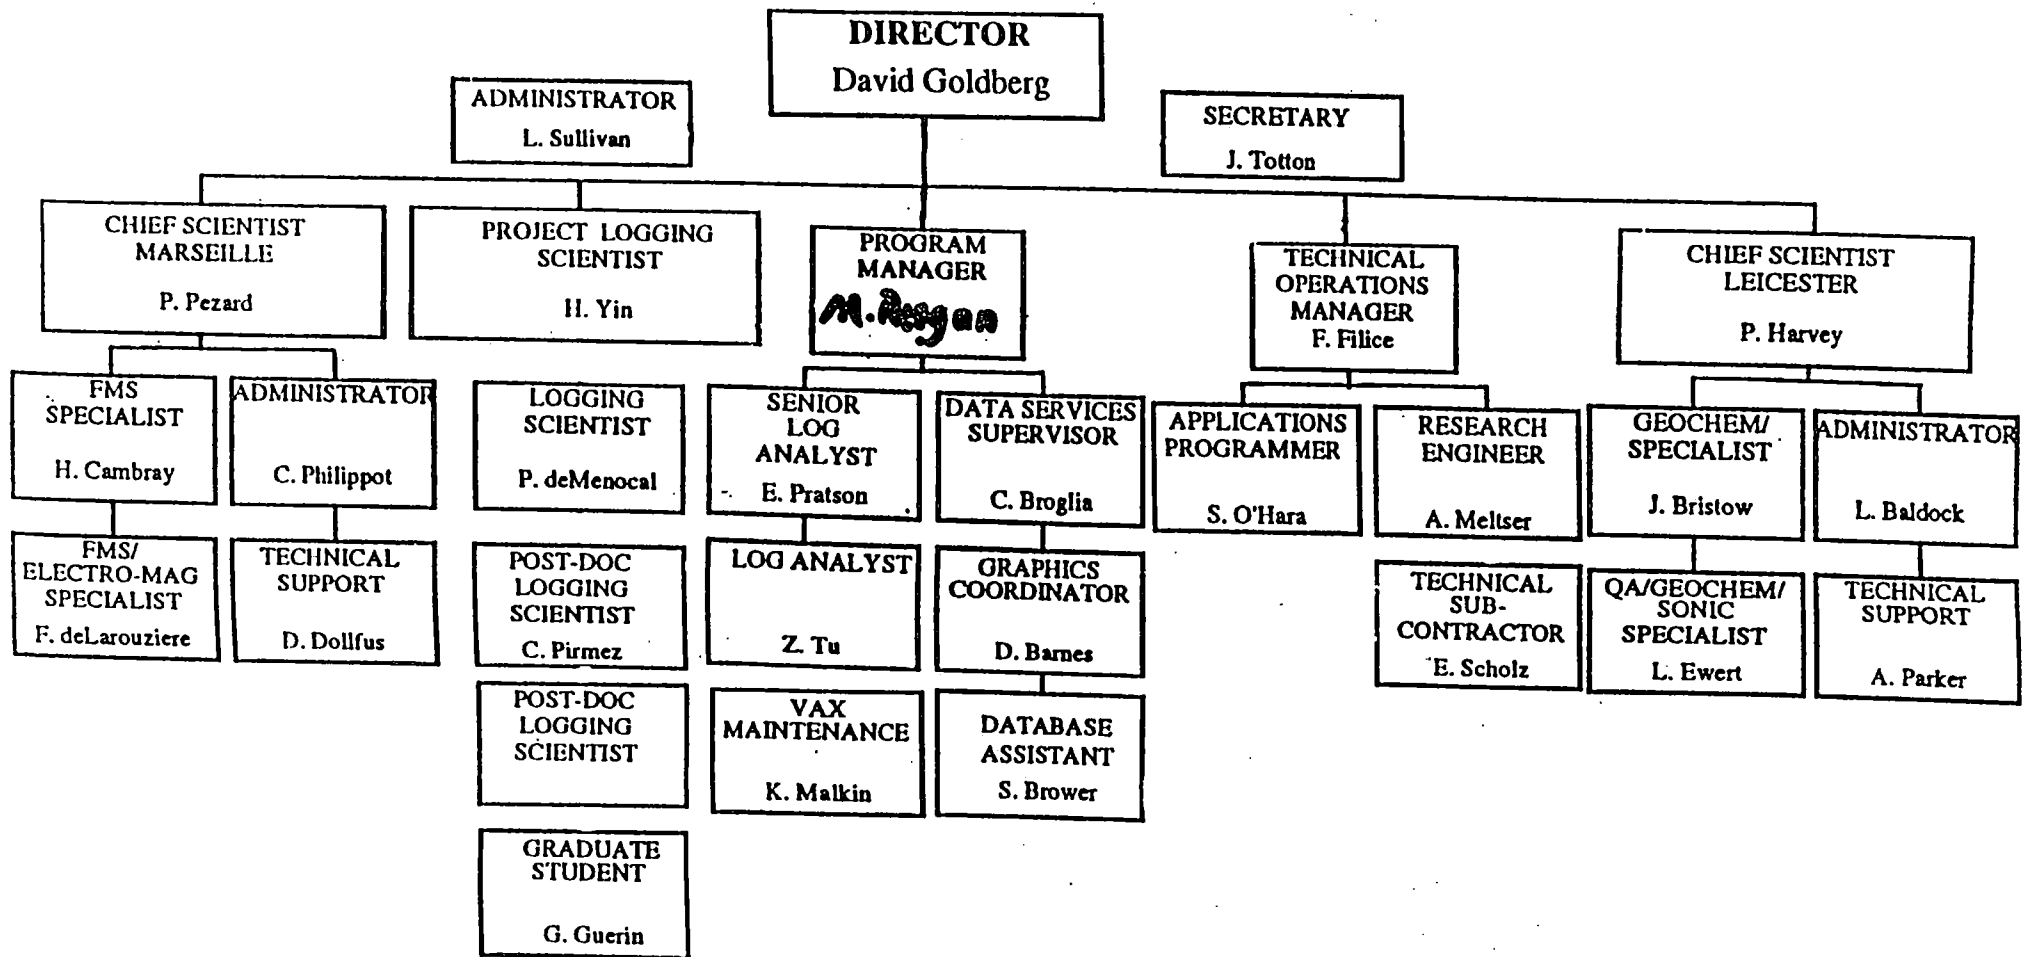 DIRECTOR
David Goldberg
ADMINISTRATOR
L. Sullivan
SECRETARY
J. Totton
CHIEF SCIENTIST
MARSEILLE
P. Pezard
PROJECT LOGGING
SCIENTIST
H. Yin
PROGRAM
MANAGER
M. Reagan
TECHNICAL
OPERATIONS
MANAGER
F. Filice
CHIEF SCIENTIST
LEICESTER
P. Harvey
FMS
SPECIALIST
H. Cambray
ADMINISTRATOR
C. Philippot
LOGGING
SCIENTIST
P. deMenocal
SENIOR
LOG
ANALYST
E. Pratson
DATA SERVICES
SUPERVISOR
C. Broglia
APPLICATIONS
PROGRAMMER
S. O'Hara
RESEARCH
ENGINEER
A. Meltser
GEOCHEM/
SPECIALIST
J. Bristow
ADMINISTRATOR
L. Baldock
FMS/
ELECTRO-MAG
SPECIALIST
F. deLarouziere
TECHNICAL
SUPPORT
D. Dollfus
POST-DOC
LOGGING
SCIENTIST
C. Pirmez
LOG ANALYST
Z. Tu
GRAPHICS
COORDINATOR
D. Barnes
TECHNICAL
SUB-
CONTRACTOR
E. Scholz
QA/GEOCHEM/
SONIC
SPECIALIST
L. Ewert
TECHNICAL
SUPPORT
A. Parker
POST-DOC
LOGGING
SCIENTIST
VAX
MAINTENANCE
K. Malkin
DATABASE
ASSISTANT
S. Brower
GRADUATE
STUDENT
G. Guerin